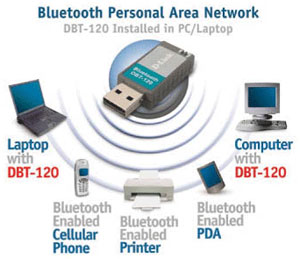 Bluetooth Personal Area Network
DBT-120 Installed in PC/Laptop
D-Link
Bluetooth
DBT-120
Laptop
with
DBT-120
Computer
with
DBT-120
Bluetooth
Enabled
Cellular
Phone
Bluetooth
Enabled
Printer
Bluetooth
Enabled
PDA